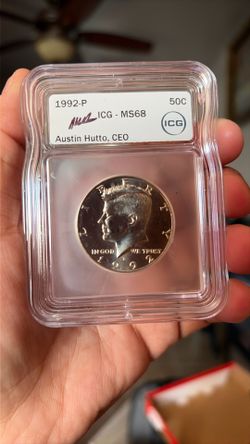 1992-P 50C
ICG - MS68
ICG
Austin Hutto, CEO
LIBERTY
IN GOD WE TRUST
1992